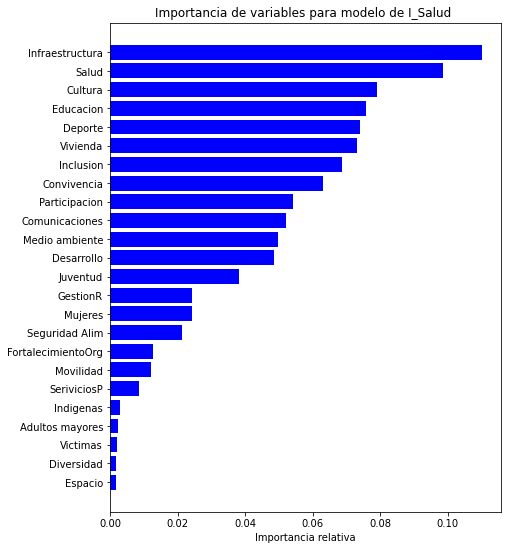 Importancia de variables para modelo de I_Salud
Infraestructura
Salud
Cultura
Educacion
Deporte
Vivienda
Inclusion
Convivencia
Participacion
Comunicaciones
Medio ambiente
Desarrollo
Juventud
GestionR
Mujeres
Seguridad Alim
FortalecimientoOrg
Movilidad
SeriviciosP
Indigenas
Adultos mayores
Victimas
Diversidad
Espacio
0.00 0.02 0.04 0.06 0.08 0.10
Importancia relativa